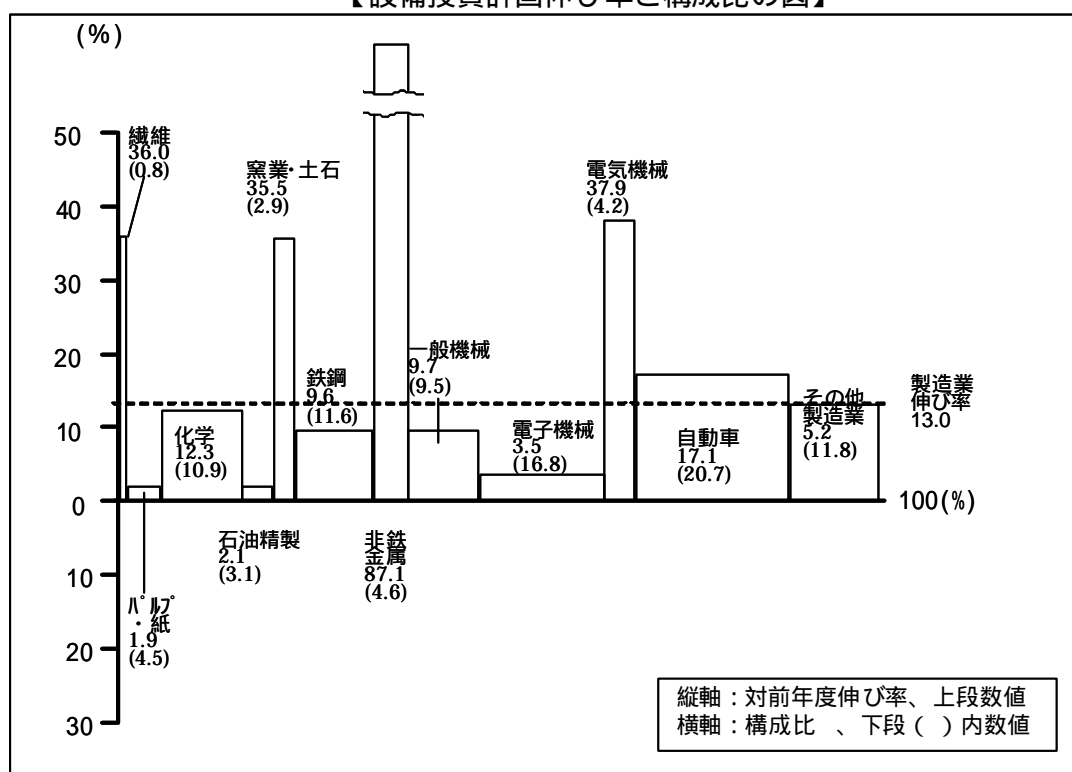 【設備投資計画伸び率と構成比の図】
(%)
50
40
30
20
10
0
10
20
30
繊維
36.0
(0.8)
パルプ
・紙
1.9
(4.5)
化学
12.3
(10.9)
石油精製
2.1
(3.1)
窯業・土石
35.5
(2.9)
鉄鋼
9.6
(11.6)
非鉄
金属
87.1
(4.6)
一般機械
9.7
(9.5)
電子機械
3.5
(16.8)
電気機械
37.9
(4.2)
自動車
17.1
(20.7)
その他
製造業
5.2
(11.8)
製造業
伸び率
13.0
100(%)
縦軸：対前年度伸び率、上段数値
横軸：構成比 、下段（ ）内数値